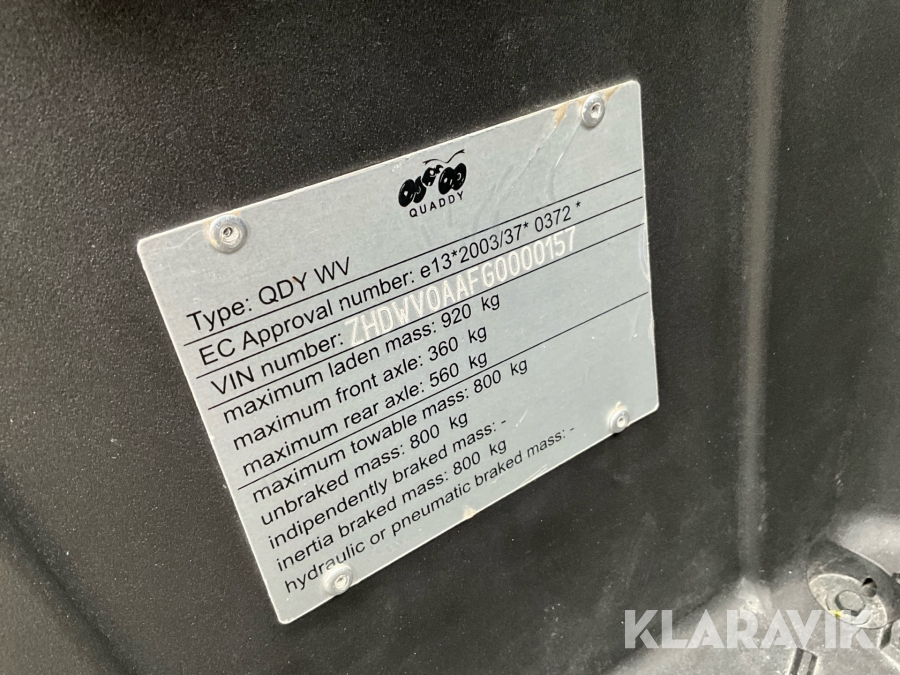 QUADDY
Type: QDY WV
EC Approval number: e13*2003/37* 0372 *
VIN number: ZHDWV0AAFG0000157
maximum laden mass: 920 kg
maximum front axle: 360 kg
maximum rear axle: 560 kg
maximum towable mass: 800 kg
unbraked mass: 800 kg
indipendently braked mass: -
inertia braked mass: 800 kg
hydraulic or pneumatic braked mass: -
KLARAVIK